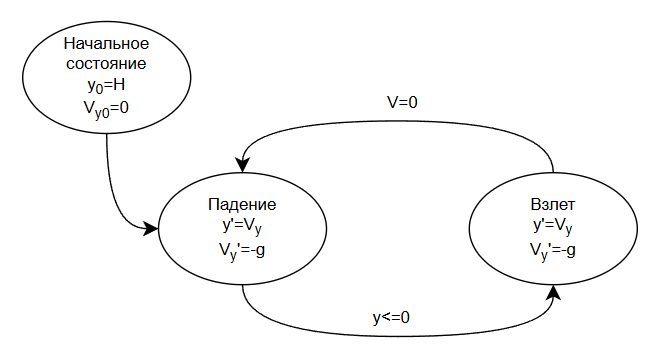 Начальное
состояние
y₀=H
Vy0=0
V=0
Падение
y'=Vy
Vy'=-g
Взлет
y'=Vy
Vy'=-g
y<=0